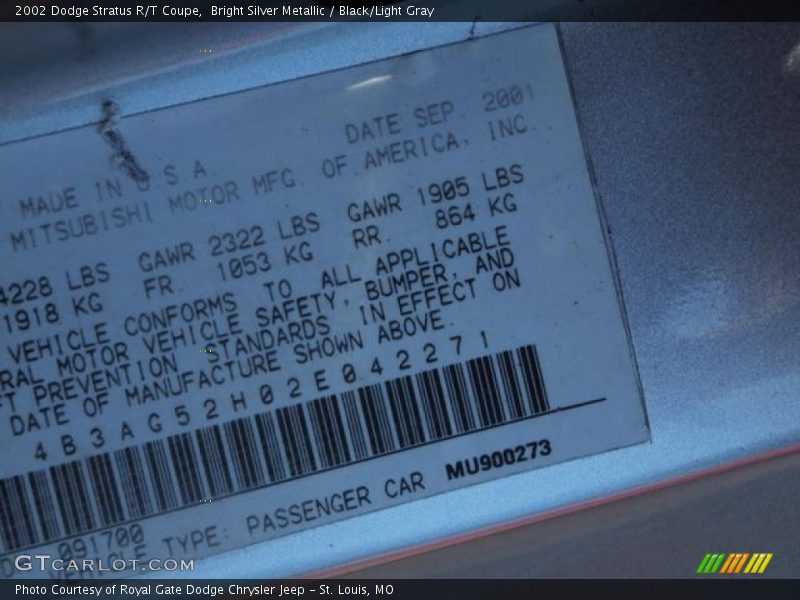 2002 Dodge Stratus R/T Coupe, Bright Silver Metallic / Black/Light Gray
DATE SEP 2001
MADE IN U S A
MITSUBISHI MOTOR MFG OF AMERICA, INC.
4228 LBS GAWR 2322 LBS GAWR 1905 LBS
1918 KG FR. 1053 KG RR. 864 KG
VEHICLE CONFORMS TO ALL APPLICABLE
RAL MOTOR VEHICLE SAFETY, BUMPER, AND
FT PREVENTION STANDARDS IN EFFECT ON
DATE OF MANUFACTURE SHOWN ABOVE.
4B3AG52H02E042271
091700
VEHICLE TYPE: PASSENGER CAR MU900273
GTCarLot.com
Photo Courtesy of Royal Gate Dodge Chrysler Jeep - St. Louis, MO